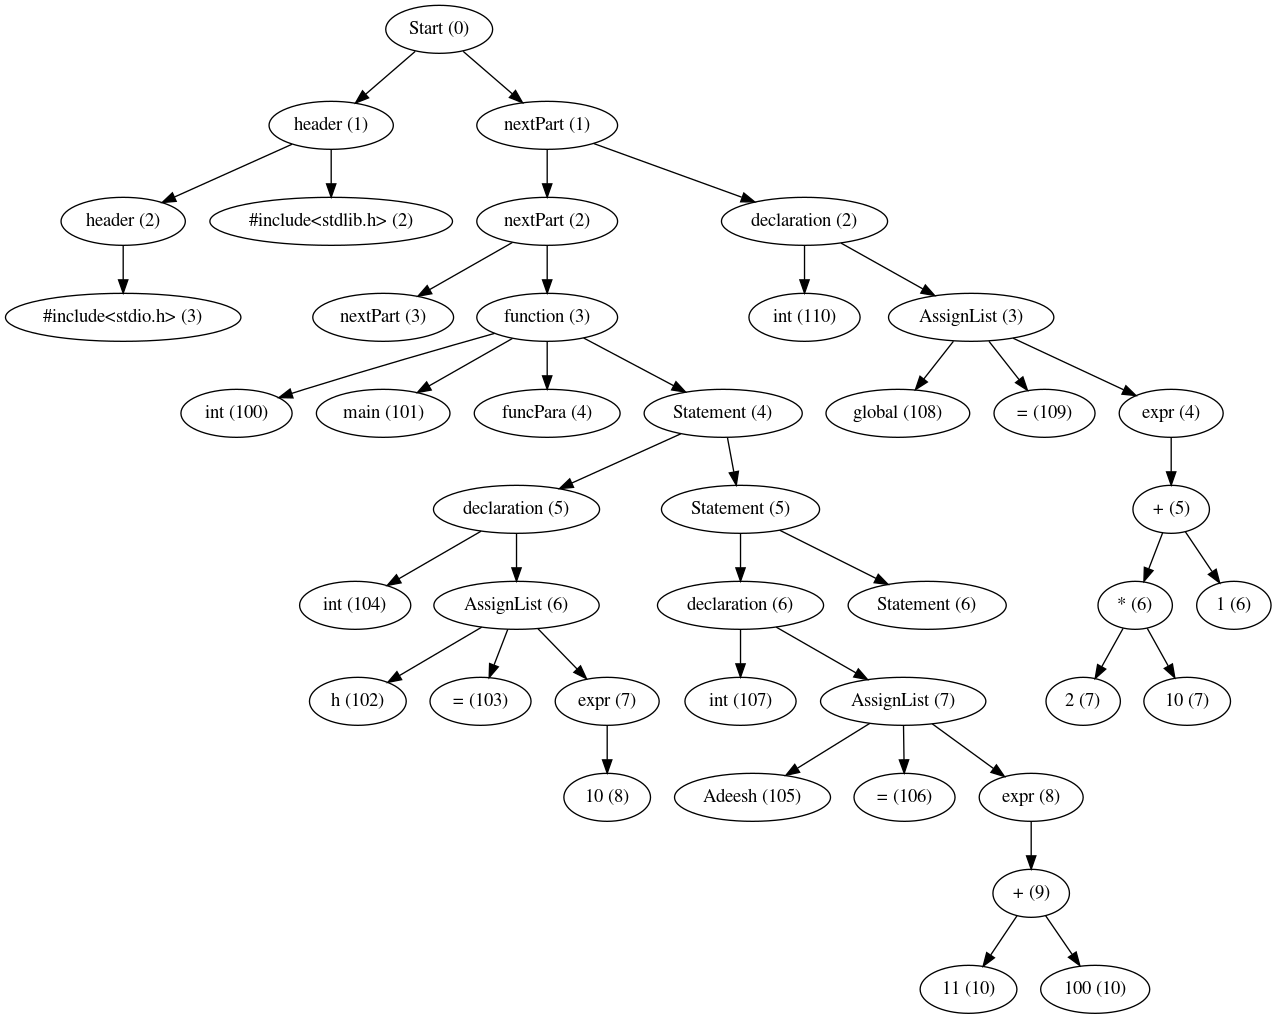 Start (0)
header (1)
nextPart (1)
header (2)
#include<stdlib.h> (2)
nextPart (2)
declaration (2)
#include<stdio.h> (3)
nextPart (3)
function (3)
int (110)
AssignList (3)
int (100)
main (101)
funcPara (4)
Statement (4)
global (108)
= (109)
expr (4)
declaration (5)
Statement (5)
+ (5)
int (104)
AssignList (6)
declaration (6)
Statement (6)
* (6)
1 (6)
h (102)
= (103)
expr (7)
int (107)
AssignList (7)
2 (7)
10 (7)
10 (8)
Adeesh (105)
= (106)
expr (8)
+ (9)
11 (10)
100 (10)